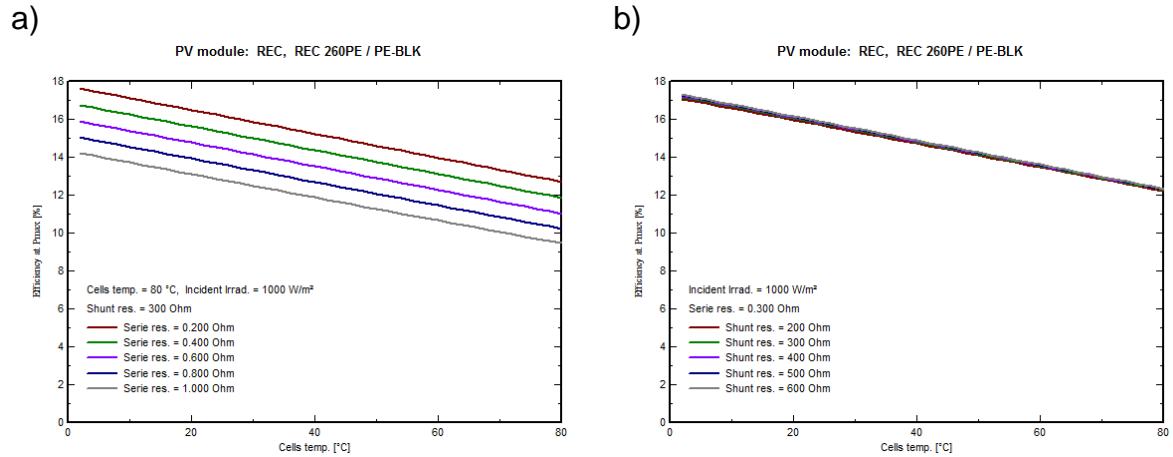 a)
PV module: REC, REC 260PE / PE-BLK
18
16
14
12
10
8
6
4
2
0
Efficiency at Pmax [%]
Cells temp. = 80 °C, Incident Irrad. = 1000 W/m²
Shunt res. = 300 Ohm
Serie res. = 0.200 Ohm
Serie res. = 0.400 Ohm
Serie res. = 0.600 Ohm
Serie res. = 0.800 Ohm
Serie res. = 1.000 Ohm
0 20 40 60 80
Cells temp. [°C]
b)
PV module: REC, REC 260PE / PE-BLK
18
16
14
12
10
8
6
4
2
0
Efficiency at Pmax [%]
Incident Irrad. = 1000 W/m²
Serie res. = 0.300 Ohm
Shunt res. = 200 Ohm
Shunt res. = 300 Ohm
Shunt res. = 400 Ohm
Shunt res. = 500 Ohm
Shunt res. = 600 Ohm
0 20 40 60 80
Cells temp. [°C]